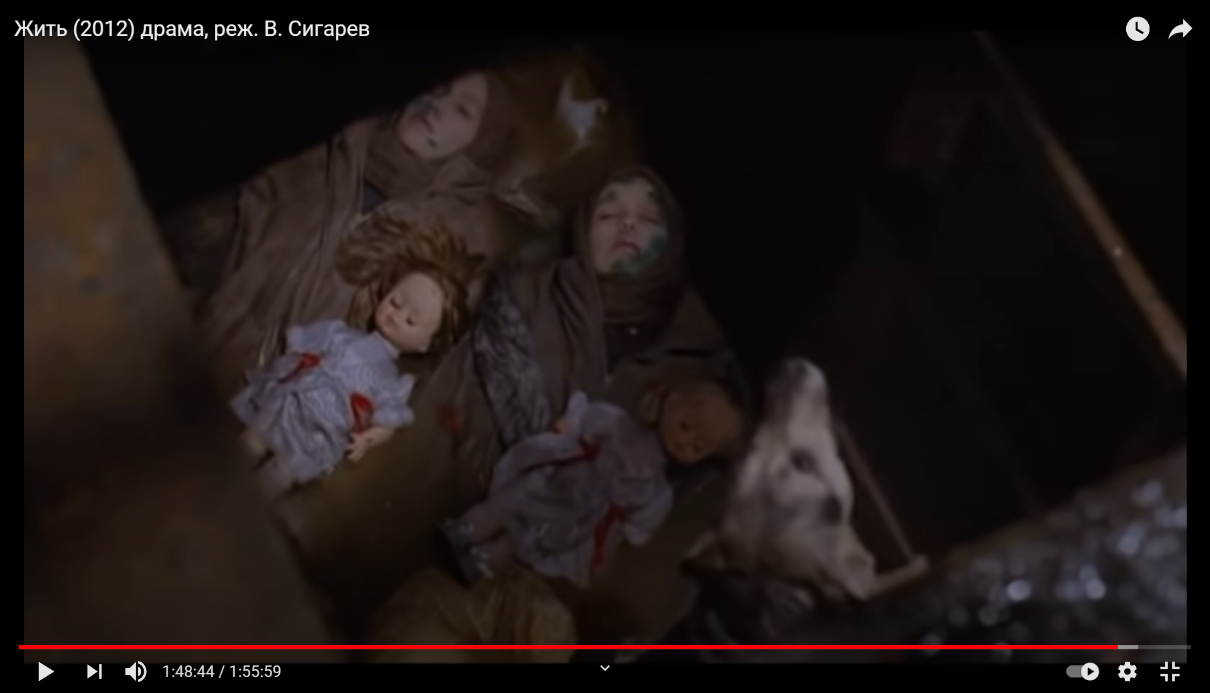 Жить (2012) драма, реж. В. Сигарев
1:48:44 / 1:55:59